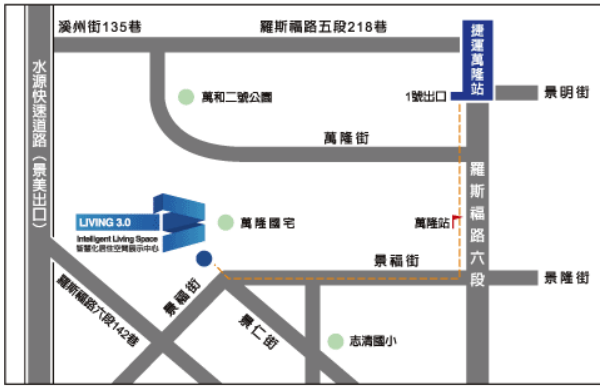 溪州街135巷
羅斯福路五段218巷
捷運萬隆站
水源快速道路（景美出口）
萬和二號公園
1號出口
景明街
萬隆街
羅斯福路六段
LIVING 3.0
Intelligent Living Space
智慧化居住空間展示中心
萬隆國宅
萬隆站
景福街
景隆街
羅斯福路六段142巷
景福街
景仁街
志清國小